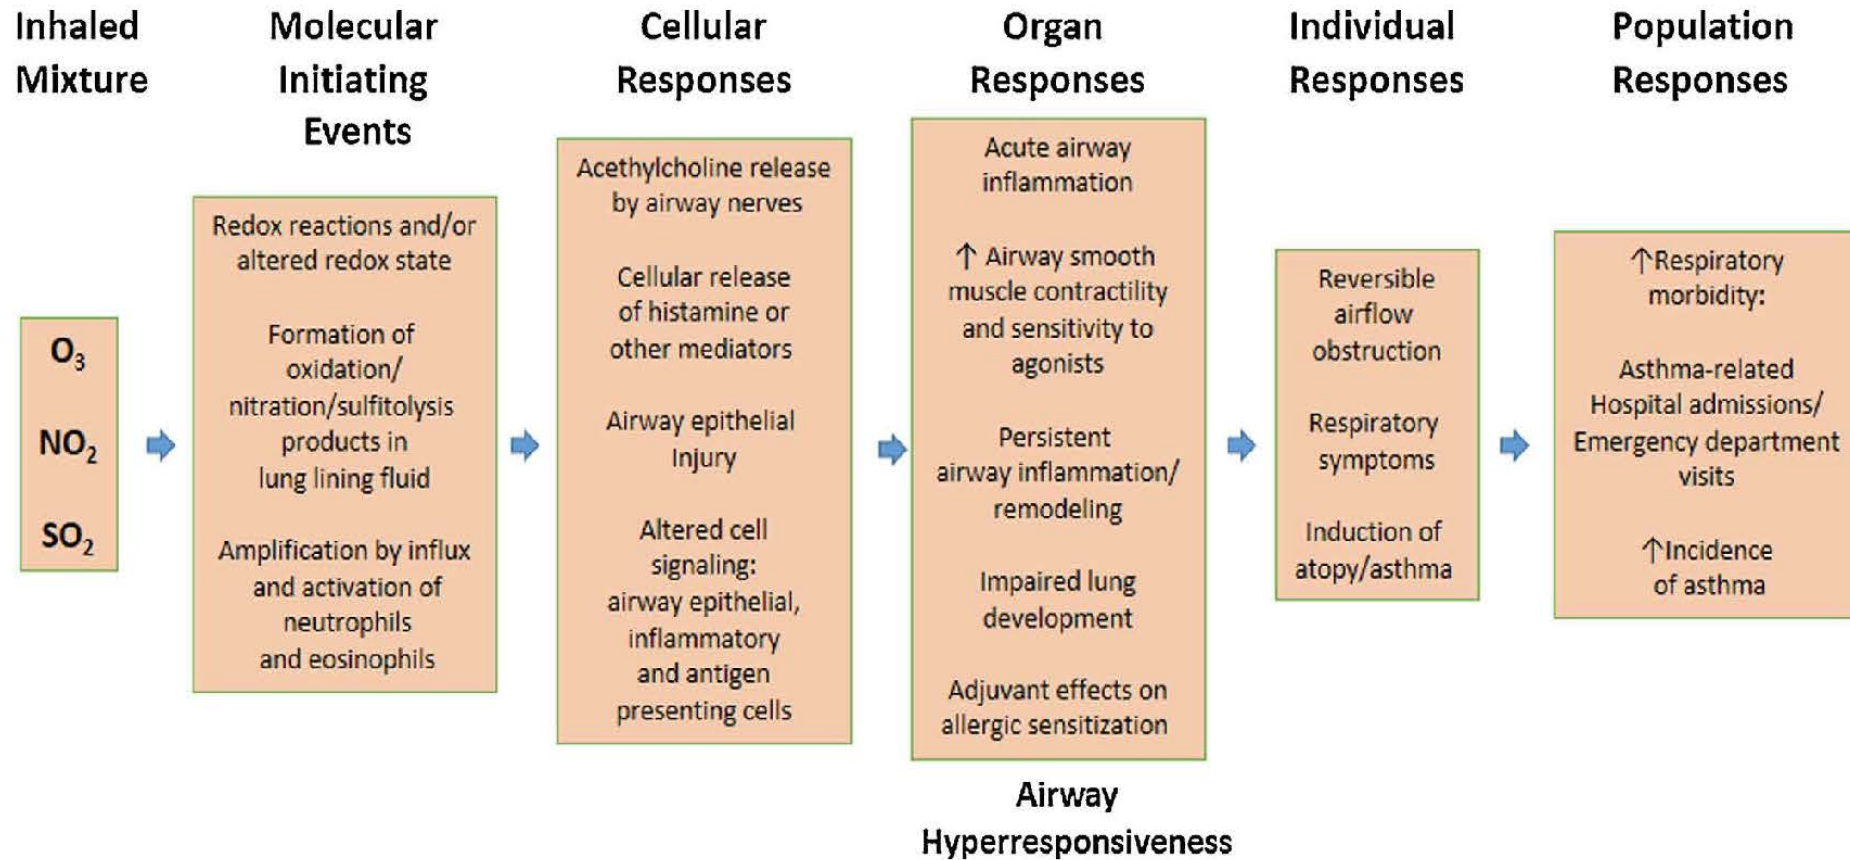 Inhaled
Mixture
Molecular
Initiating
Events
Cellular
Responses
Organ
Responses
Individual
Responses
Population
Responses
O₃
NO₂
SO₂
Redox reactions and/or
altered redox state
Formation of
oxidation/
nitration/sulfitolysis
products in
lung lining fluid
Amplification by influx
and activation of
neutrophils
and eosinophils
Acethylcholine release
by airway nerves
Cellular release
of histamine or
other mediators
Airway epithelial
Injury
Altered cell
signaling:
airway epithelial,
inflammatory
and antigen
presenting cells
Acute airway
inflammation
↑ Airway smooth
muscle contractility
and sensitivity to
agonists
Persistent
airway inflammation/
remodeling
Impaired lung
development
Adjuvant effects on
allergic sensitization
Airway
Hyperresponsiveness
Reversible
airflow
obstruction
Respiratory
symptoms
Induction of
atopy/asthma
↑Respiratory
morbidity:
Asthma-related
Hospital admissions/
Emergency department
visits
↑Incidence
of asthma